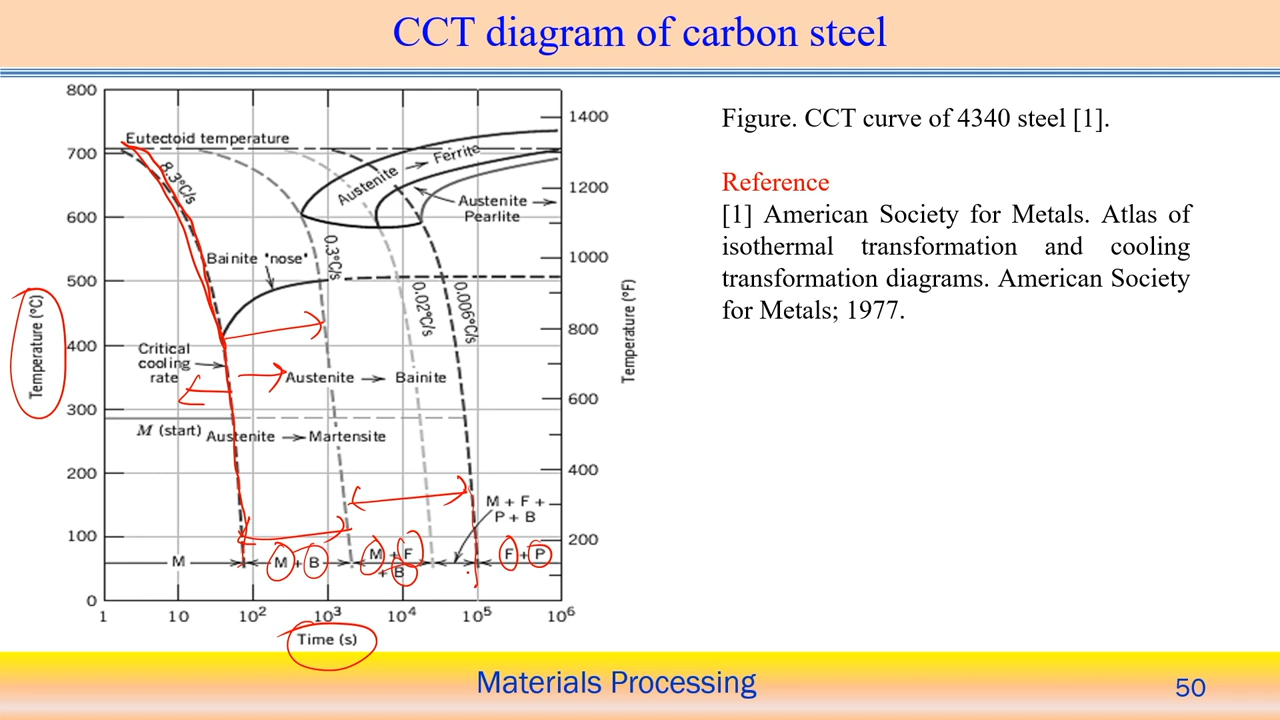 CCT diagram of carbon steel
800
700
600
500
400
300
200
100
0
Temperature (°C)
1
10
10²
10³
10⁴
10⁵
10⁶
Time (s)
1400
1200
1000
800
600
400
200
Temperature (°F)
Eutectoid temperature
8.3°C/s
Austenite → Ferrite
Austenite →
Pearlite
Bainite "nose"
0.3°C/s
0.02°C/s
0.006°C/s
Critical
cooling
rate
Austenite → Bainite
M (start)
Austenite → Martensite
M + F +
P + B
M
M + B
M + F
+ B
F + P
Figure. CCT curve of 4340 steel [1].
Reference
[1] American Society for Metals. Atlas of
isothermal transformation and cooling
transformation diagrams. American Society
for Metals; 1977.
Materials Processing
50